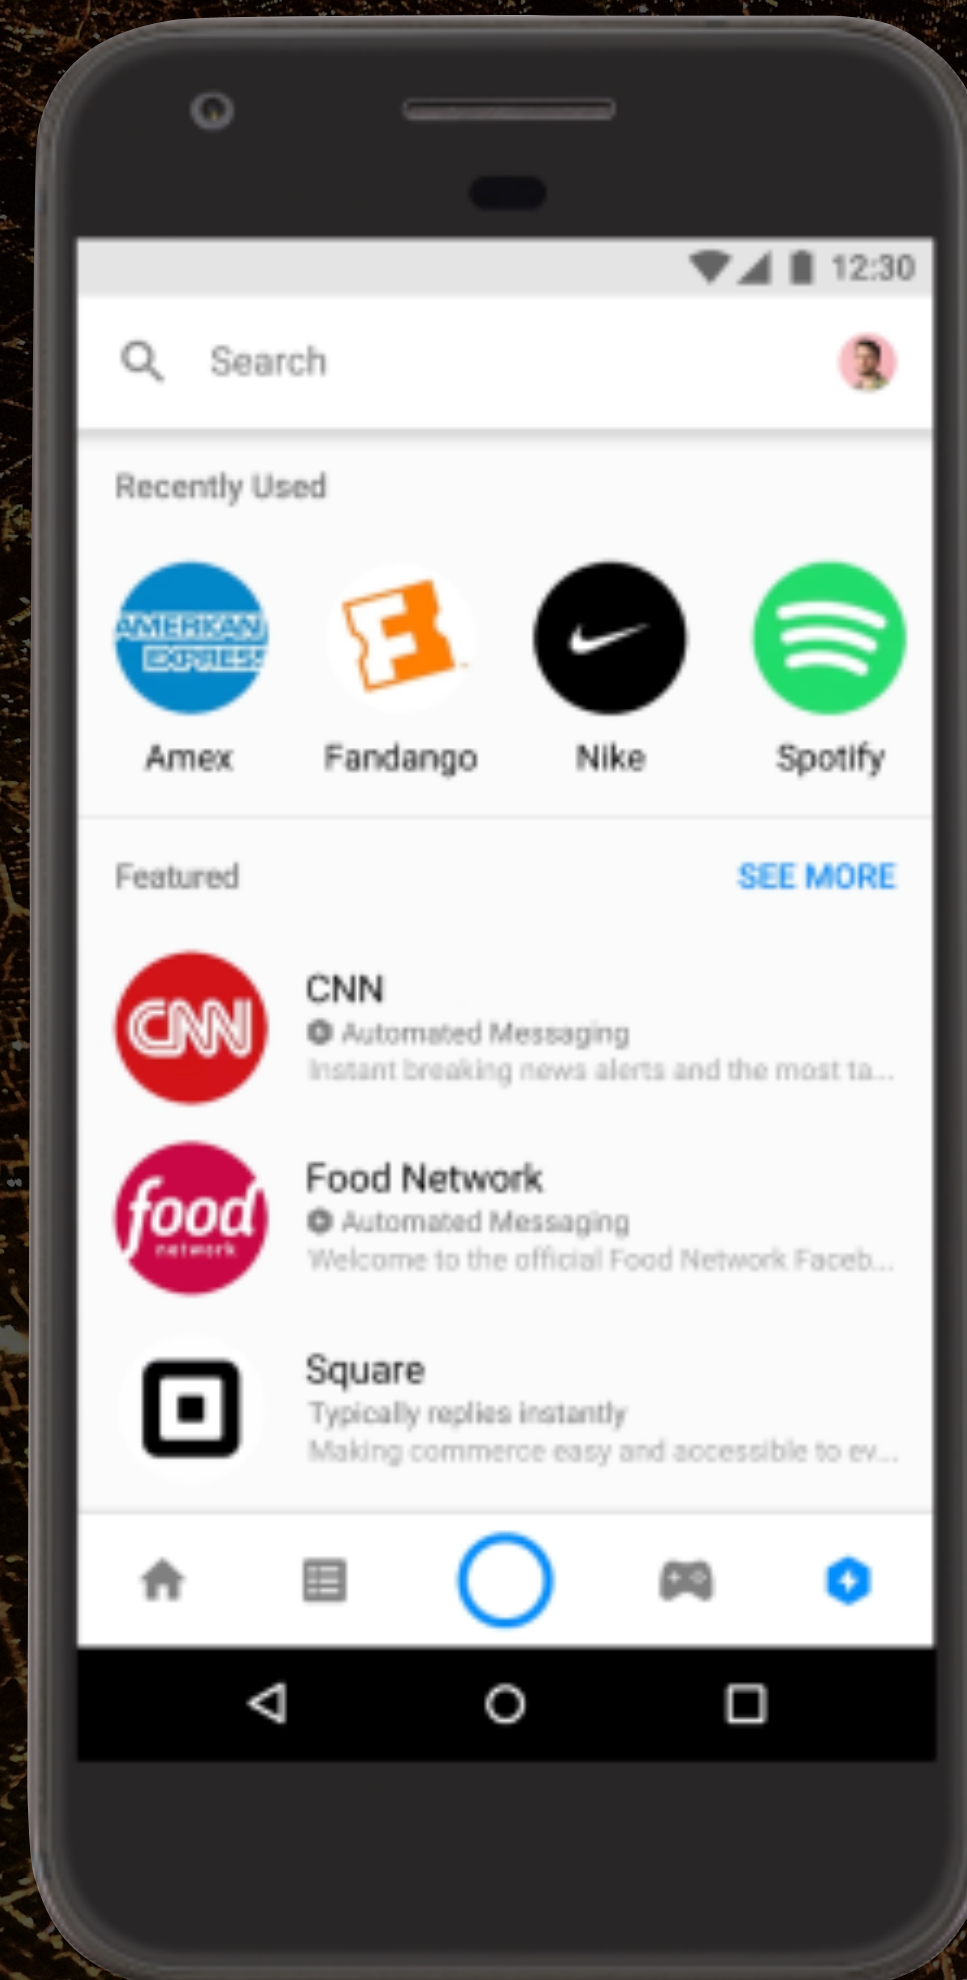 12:30
Search
Recently Used
AMERICAN
EXPRESS
F
Amex
Fandango
Nike
Spotify
Featured
SEE MORE
CNN
CNN
Automated Messaging
Instant breaking news alerts and the most ta...
food
network
Food Network
Automated Messaging
Welcome to the official Food Network Faceb...
Square
Typically replies instantly
Making commerce easy and accessible to ev...